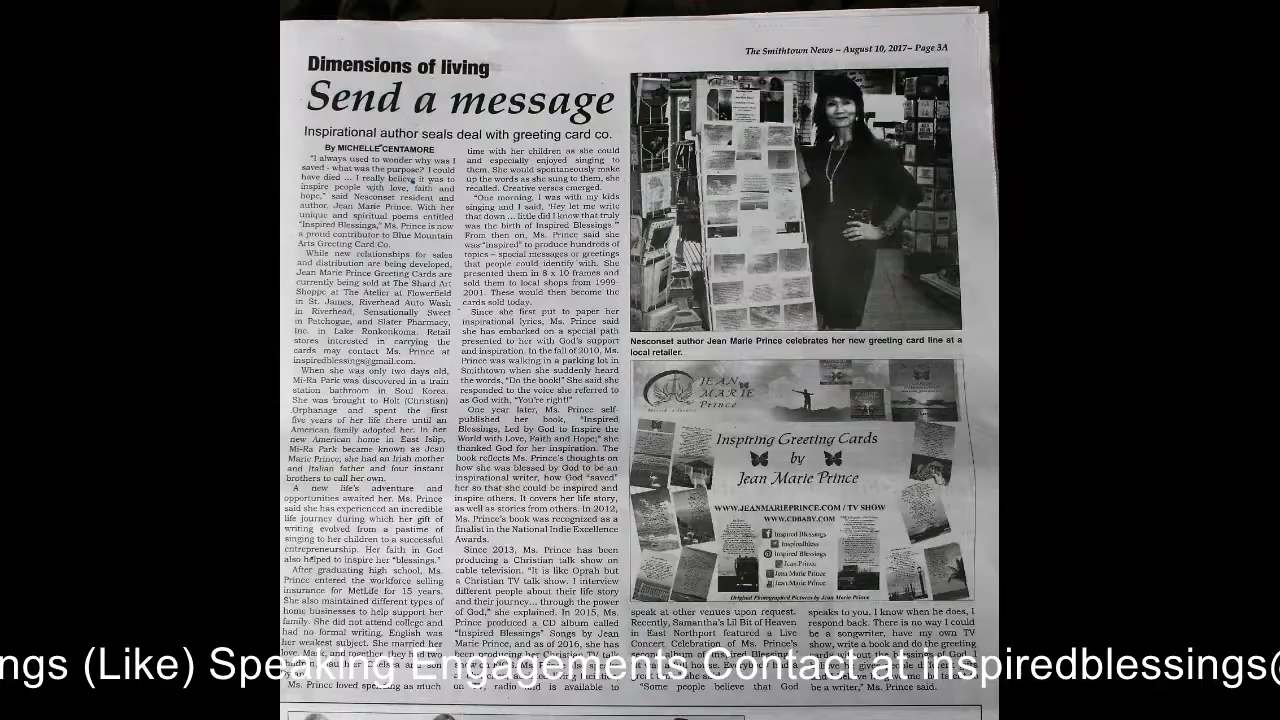 The Smithtown News ~ August 10, 2017~ Page 3A
Dimensions of living
Send a message
Inspirational author seals deal with greeting card co.
By MICHELLE CENTAMORE
"I always used to wonder why was I
saved - what was the purpose? I could
have died ... I really believe it was to
inspire people with love, faith and
hope," said Nesconset resident and
author, Jean Marie Prince. With her
unique and spiritual poems entitled
"Inspired Blessings," Ms. Prince is now
a proud contributor to Blue Mountain
Arts Greeting Card Co.
While new relationships for sales
and distribution are being developed,
Jean Marie Prince Greeting Cards are
currently being sold at The Shard Art
Shoppe at The Atelier at Flowerfield
in St. James, Riverhead Auto Wash
in Riverhead, Sensationally Sweet
in Patchogue, and Slater Pharmacy,
Inc. in Lake Ronkonkoma. Retail
stores interested in carrying the
cards may contact Ms. Prince at
inspiredblessings@gmail.com.
When she was only two days old,
Mi-Ra Park was discovered in a train
station bathroom in Soul Korea.
She was brought to Holt (Christian)
Orphanage and spent the first
five years of her life there until an
American family adopted her. In her
new American home in East Islip,
Mi-Ra Park became known as Jean
Marie Prince; she had an Irish mother
and Italian father and four instant
brothers to call her own.
A new life's adventure and
opportunities awaited her. Ms. Prince
said she has experienced an incredible
life journey during which her gift of
writing evolved from a pastime of
singing to her children to a successful
entrepreneurship. Her faith in God
also helped to inspire her "blessings."
After graduating high school, Ms.
Prince entered the workforce selling
insurance for MetLife for 15 years.
She also maintained different types of
home businesses to help support her
family. She did not attend college and
had no formal writing. English was
her weakest subject. She married her
Ms. Prince loved spending as much
time with her children as she could
and especially enjoyed singing to
them. She would spontaneously make
up the words as she sung to them, she
recalled. Creative verses emerged.
"One morning, I was with my kids
singing and I said, 'Hey let me write
that down ... little did I know that truly
was the birth of Inspired Blessings.'"
From then on, Ms. Prince said she
was "inspired" to produce hundreds of
topics – special messages or greetings
that people could identify with. She
presented them in 8 x 10 frames and
sold them to local shops from 1999-
2001. These would then become the
cards sold today.
Since she first put to paper her
inspirational lyrics, Ms. Prince said
she has embarked on a special path
presented to her with God's support
and inspiration. In the fall of 2010, Ms.
Prince was walking in a parking lot in
Smithtown when she suddenly heard
the words, "Do the book!" She said she
responded to the voice she referred to
as God with, "You're right!"
One year later, Ms. Prince self-
published her book, "Inspired
Blessings, Led by God to Inspire the
World with Love, Faith and Hope;" she
thanked God for her inspiration. The
book reflects Ms. Prince's thoughts on
how she was blessed by God to be an
inspirational writer, how God "saved"
her so that she could be inspired and
inspire others. It covers her life story,
as well as stories from others. In 2012,
Ms. Prince's book was recognized as a
finalist in the National Indie Excellence
Awards.
Since 2013, Ms. Prince has been
producing a Christian talk show on
cable television. "It is like Oprah but
a Christian TV talk show. I interview
different people about their life story
and their journey... through the power
of God," she explained. In 2015, Ms.
Prince produced a CD album called
"Inspired Blessings" Songs by Jean
Marie Prince, and as of 2016, she has
been producing her Christian TV talk
on radio and is available to
Nesconset author Jean Marie Prince celebrates her new greeting card line at a
local retailer.
JEAN
MARIE
Prince
Inspiring Greeting Cards
by
Jean Marie Prince
WWW.JEANMARIEPRINCE.COM / TV SHOW
WWW.CDBABY.COM
Inspired Blessings
Inspiredbless
Inspired Blessings
Jean.Prince
Jean Marie Prince
Jean Marie Prince
Original Photographed Pictures by Jean Marie Prince
speak at other venues upon request.
Recently, Samantha's Lil Bit of Heaven
in East Northport featured a Live
Concert Celebration of Ms. Prince's
"Some people believe that God
speaks to you. I know when he does, I
respond back. There is no way I could
be a songwriter, have my own TV
show, write a book and do the greeting
be a writer," Ms. Prince said.
ngs (Like) Speaking Engagements Contact at inspiredblessings@